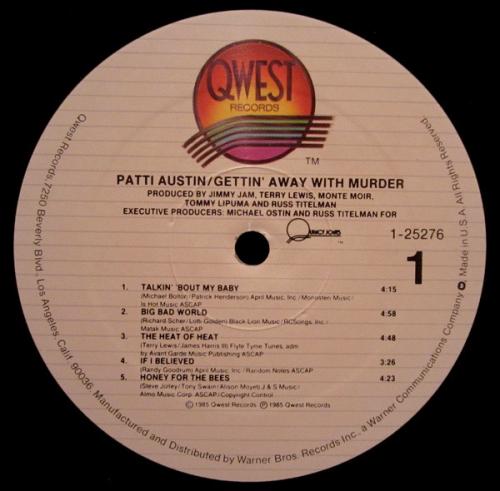 QWEST
RECORDS
TM
PATTI AUSTIN/GETTIN' AWAY WITH MURDER
PRODUCED BY JIMMY JAM, TERRY LEWIS, MONTE MOIR,
TOMMY LIPUMA AND RUSS TITELMAN
EXECUTIVE PRODUCERS: MICHAEL OSTIN AND RUSS TITELMAN FOR
QUINCY JONES
TM
1-25276
1
1. TALKIN' 'BOUT MY BABY 4:15
(Michael Bolton/Patrick Henderson) April Music, Inc./Monosten Music/
Is Hot Music ASCAP
2. BIG BAD WORLD 4:58
(Richard Scher/Lotti Golden) Black Lion Music/RCSongs, Inc./
Matak Music ASCAP
3. THE HEAT OF HEAT 4:48
(Terry Lewis/James Harris III) Flyte Tyme Tunes, adm
by Avant Garde Music Publishing ASCAP
4. IF I BELIEVED 3:26
(Randy Goodrum) April Music, Inc/Random Notes ASCAP
5. HONEY FOR THE BEES 4:23
(Steve Jolley/Tony Swain/Alison Moyet) J & S Music/
Almo Music Corp. ASCAP/Copyright Control
© 1985 Qwest Records ℗ 1985 Qwest Records
Qwest Records, 7250 Beverly Blvd., Los Angeles, Calif. 90036. Manufactured and Distributed by Warner Bros. Records Inc., a Warner Communications Company Made in U.S.A. All Rights Reserved.